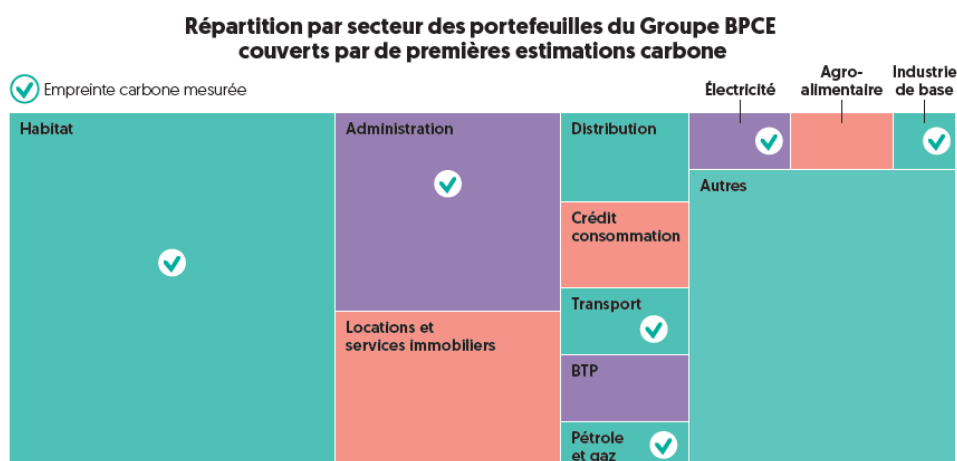 Répartition par secteur des portefeuilles du Groupe BPCE
couverts par de premières estimations carbone
Empreinte carbone mesurée
Électricité
Agro-
alimentaire
Industrie
de base
Habitat
Administration
Distribution
Autres
Crédit
consommation
Transport
Locations et
services immobiliers
BTP
Pétrole
et gaz